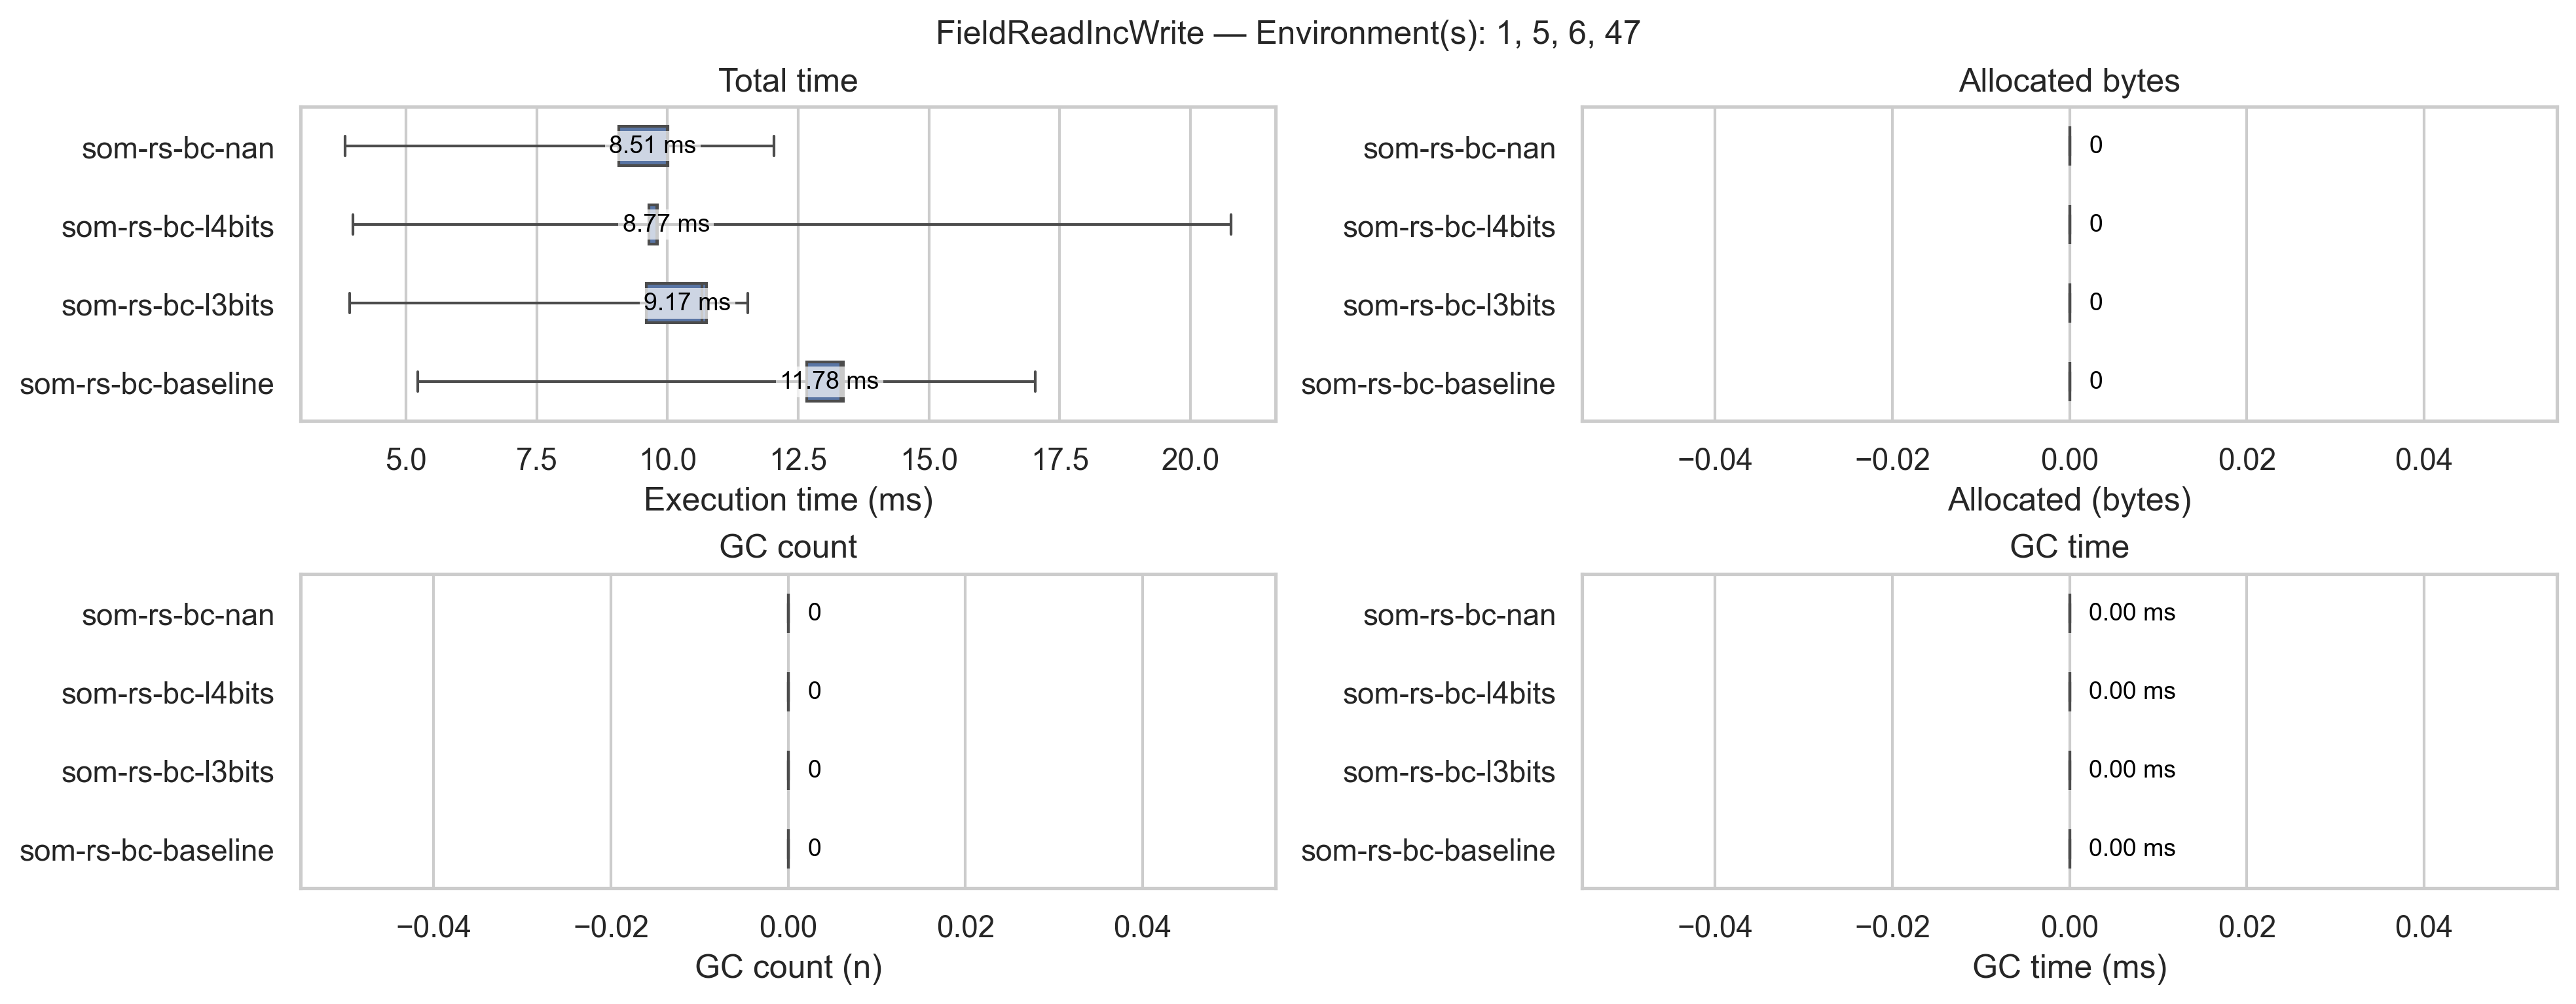 FieldReadIncWrite — Environment(s): 1, 5, 6, 47
Total time
som-rs-bc-nan
8.51 ms
som-rs-bc-l4bits
8.77 ms
som-rs-bc-l3bits
9.17 ms
som-rs-bc-baseline
11.78 ms
5.0 7.5 10.0 12.5 15.0 17.5 20.0
Execution time (ms)
Allocated bytes
som-rs-bc-nan
0
som-rs-bc-l4bits
0
som-rs-bc-l3bits
0
som-rs-bc-baseline
0
−0.04 −0.02 0.00 0.02 0.04
Allocated (bytes)
GC count
som-rs-bc-nan
0
som-rs-bc-l4bits
0
som-rs-bc-l3bits
0
som-rs-bc-baseline
0
−0.04 −0.02 0.00 0.02 0.04
GC count (n)
GC time
som-rs-bc-nan
0.00 ms
som-rs-bc-l4bits
0.00 ms
som-rs-bc-l3bits
0.00 ms
som-rs-bc-baseline
0.00 ms
−0.04 −0.02 0.00 0.02 0.04
GC time (ms)